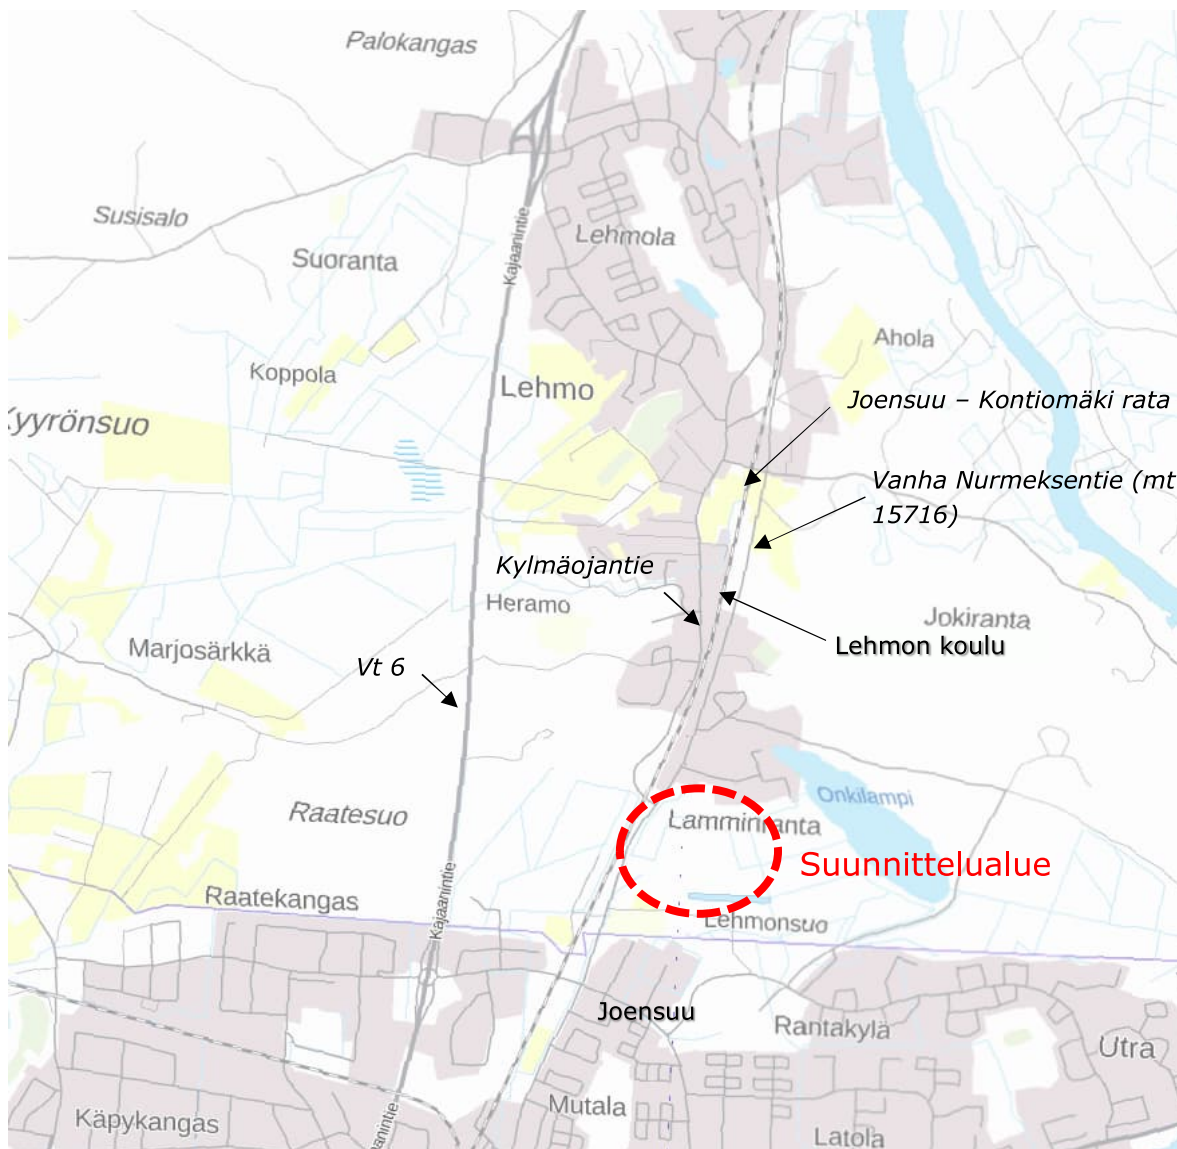 Palokangas
Susisalo
Suoranta
Lehmola
Kajaanintie
Koppola
Lehmo
Ahola
Kyyrönsuo
Joensuu – Kontiomäki rata
Vanha Nurmeksentie (mt
15716)
Kylmäojantie
Heramo
Jokiranta
Marjosärkkä
Lehmon koulu
Vt 6
Onkilampi
Raatesuo
Lamminranta
Suunnittelualue
Raatekangas
Kajaanintie
Lehmonsuo
Joensuu
Rantakylä
Utra
Mutala
Käpykangas
Latola